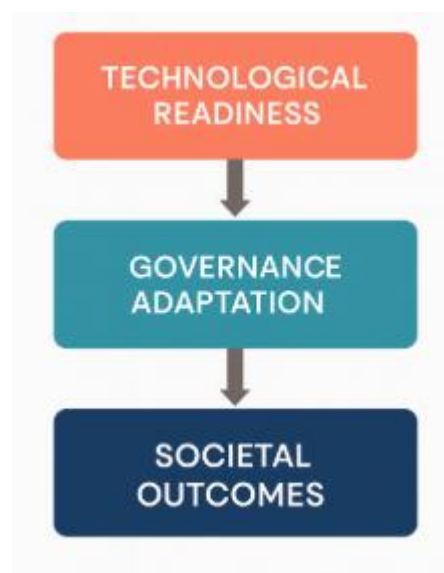 TECHNOLOGICAL
READINESS
GOVERNANCE
ADAPTATION
SOCIETAL
OUTCOMES